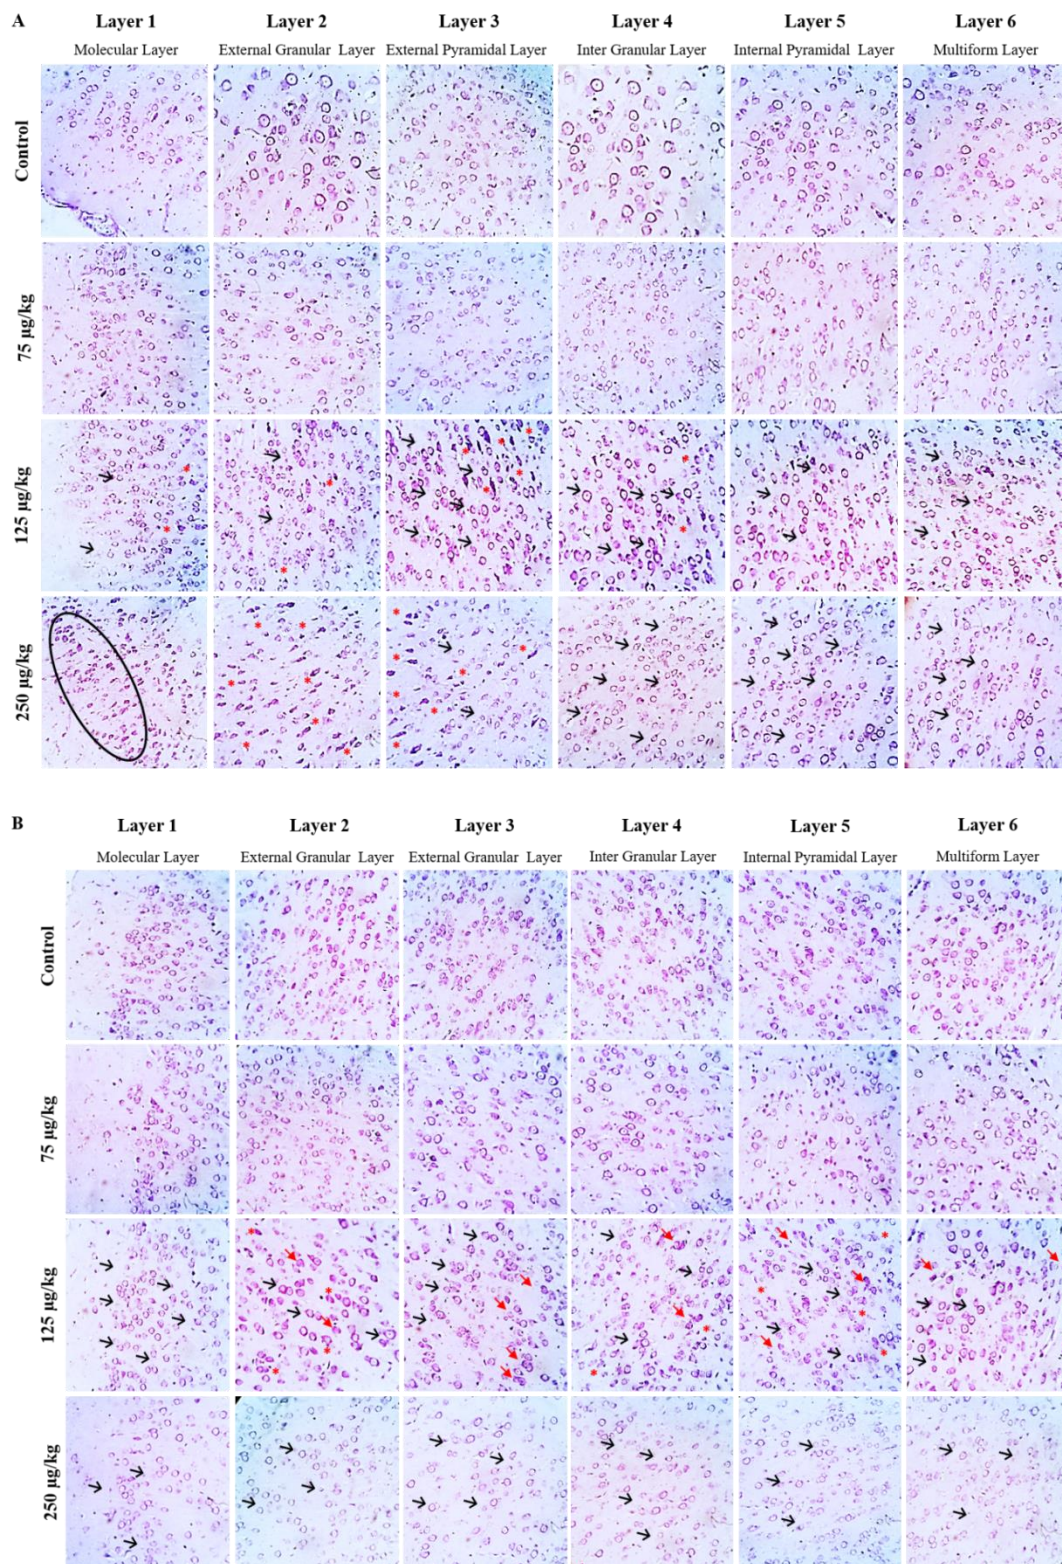 A
Layer 1 Layer 2 Layer 3 Layer 4 Layer 5 Layer 6
Molecular Layer External Granular Layer External Pyramidal Layer Inter Granular Layer Internal Pyramidal Layer Multiform Layer
Control
75 µg/kg
125 µg/kg
250 µg/kg
B
Layer 1 Layer 2 Layer 3 Layer 4 Layer 5 Layer 6
Molecular Layer External Granular Layer External Granular Layer Inter Granular Layer Internal Pyramidal Layer Multiform Layer
Control
75 µg/kg
125 µg/kg
250 µg/kg